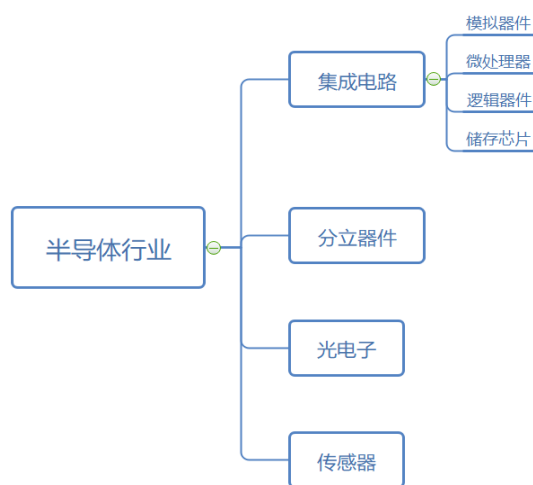 半导体行业
集成电路
模拟器件
微处理器
逻辑器件
储存芯片
分立器件
光电子
传感器